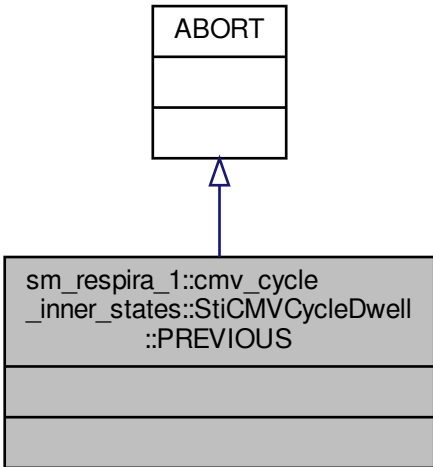 ABORT
sm_respira_1::cmv_cycle
_inner_states::StiCMVCycleDwell
::PREVIOUS